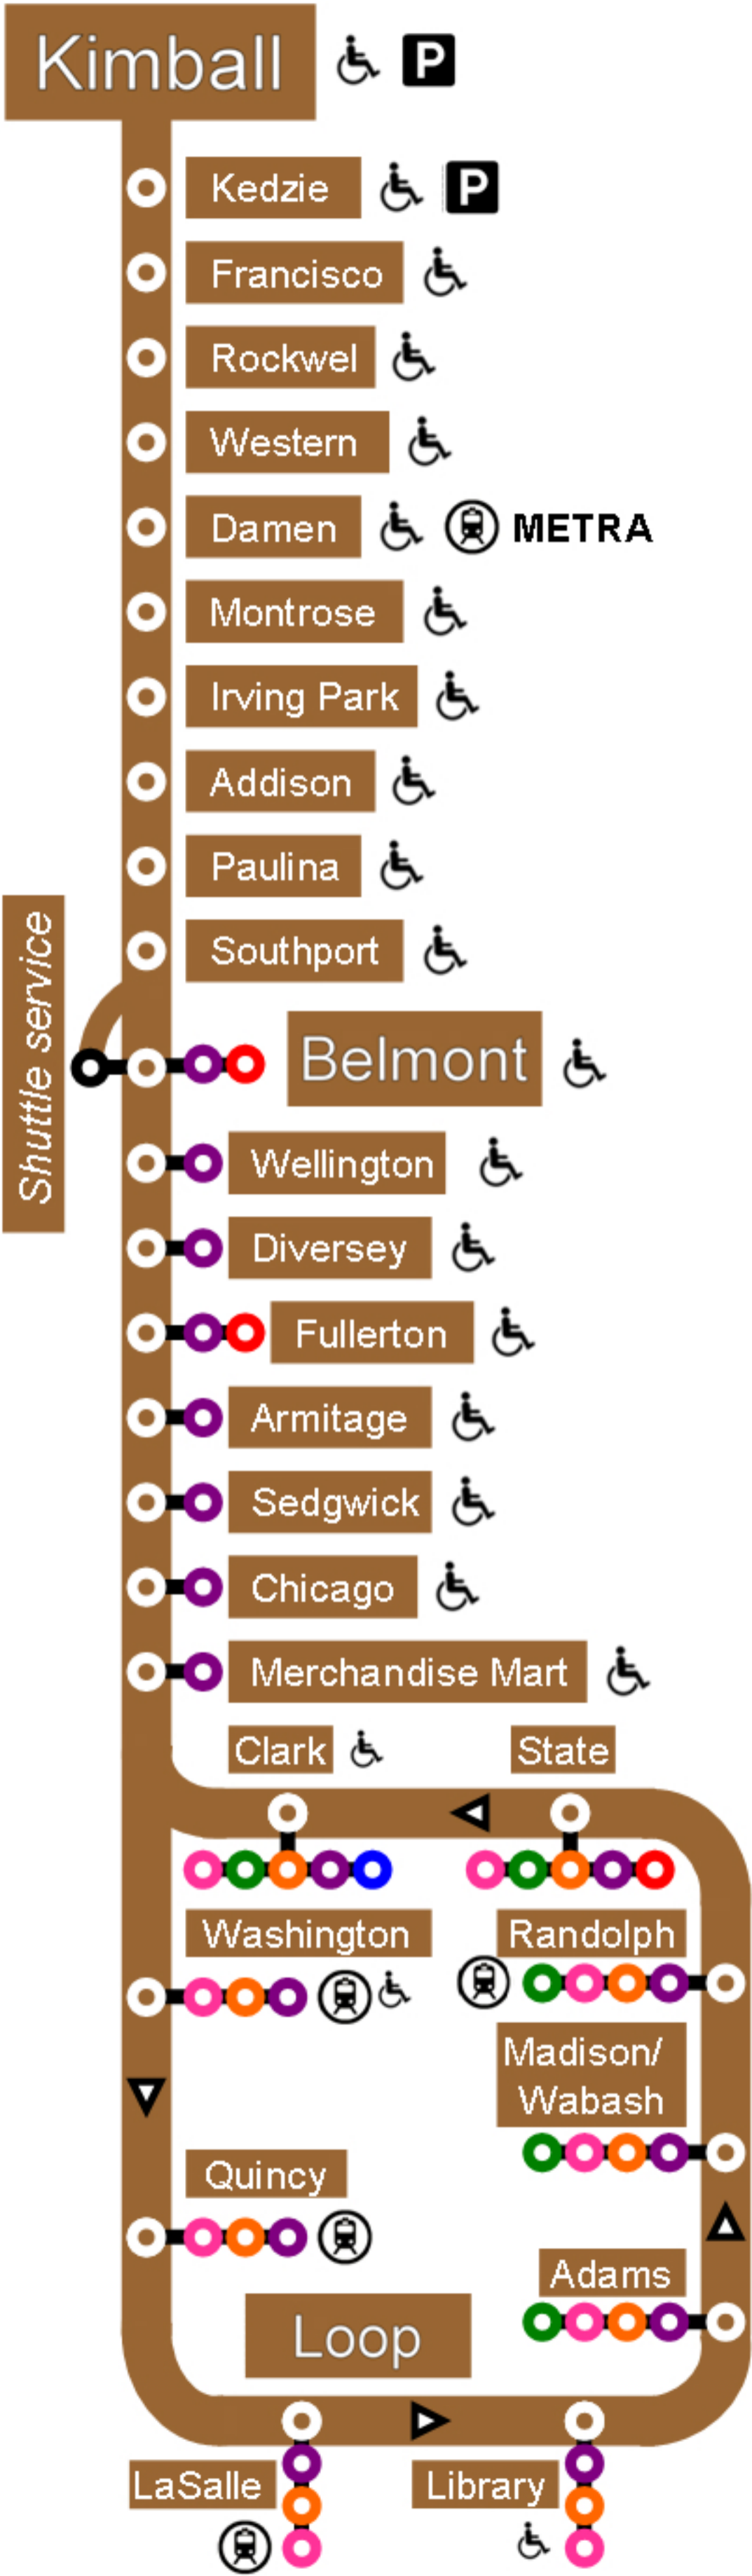 Kimball P
Kedzie P
Francisco
Rockwel
Western
Damen METRA
Montrose
Irving Park
Addison
Paulina
Southport
Shuttle service
Belmont
Wellington
Diversey
Fullerton
Armitage
Sedgwick
Chicago
Merchandise Mart
Clark State
Washington Randolph
Madison/
Wabash
Quincy
Adams
Loop
LaSalle Library